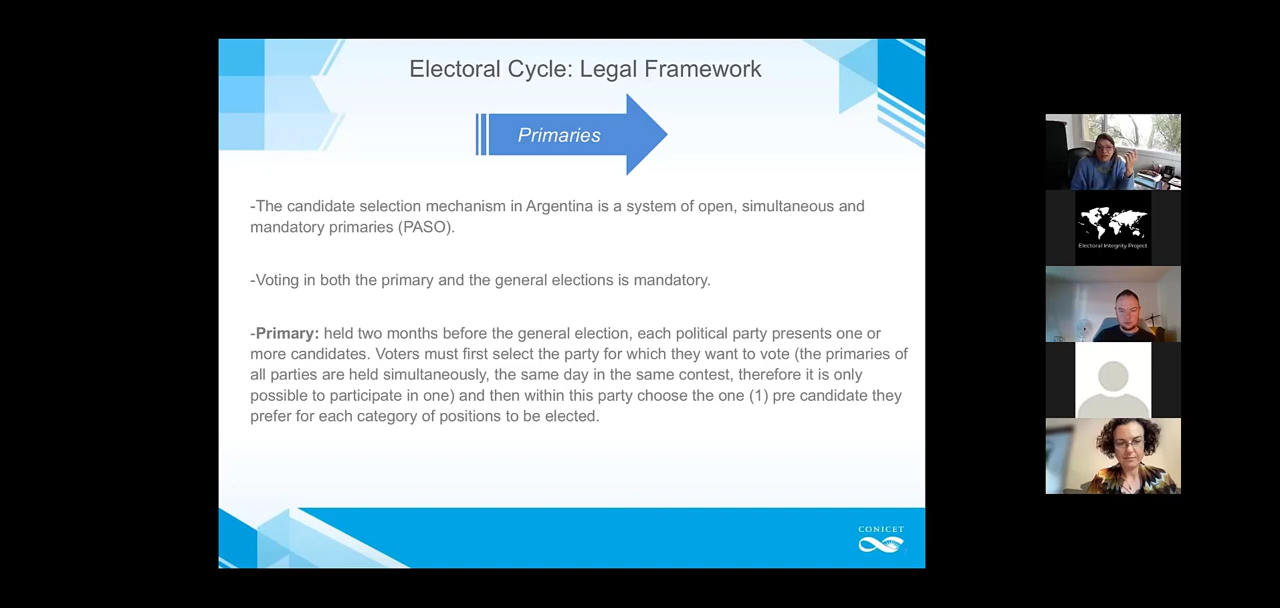 Electoral Cycle: Legal Framework
Primaries
-The candidate selection mechanism in Argentina is a system of open, simultaneous and
mandatory primaries (PASO).
-Voting in both the primary and the general elections is mandatory.
-Primary: held two months before the general election, each political party presents one or
more candidates. Voters must first select the party for which they want to vote (the primaries of
all parties are held simultaneously, the same day in the same contest, therefore it is only
possible to participate in one) and then within this party choose the one (1) pre candidate they
prefer for each category of positions to be elected.
CONICET
Electoral Integrity Project